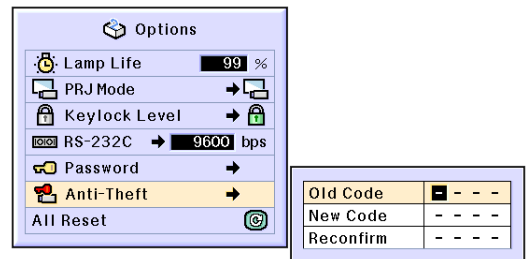 Options
Lamp Life 99 %
PRJ Mode
Keylock Level
RS-232C 9600 bps
Password
Anti-Theft
All Reset
Old Code - - - -
New Code - - - -
Reconfirm - - - -